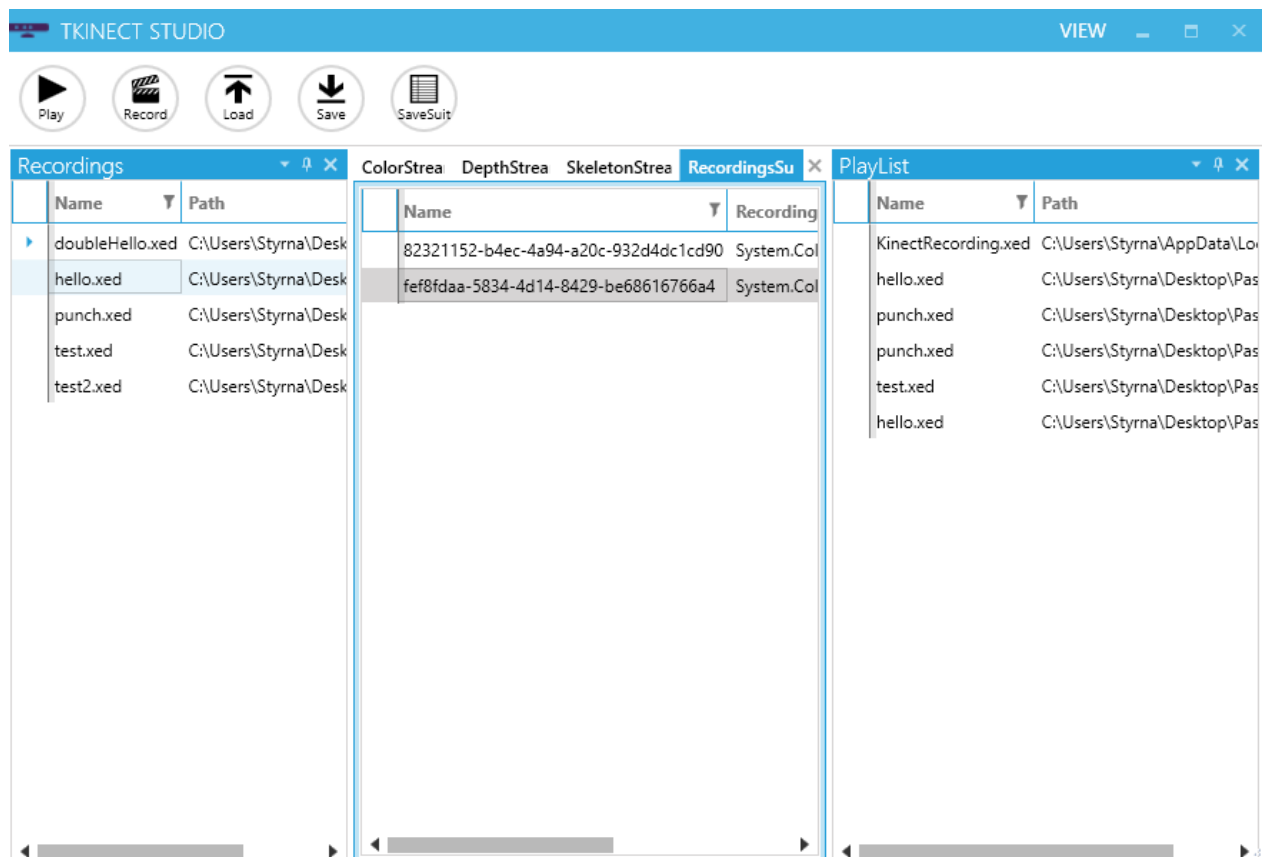 TKINECT STUDIO VIEW
Play Record Load Save SaveSuit
Recordings
Name Path
doubleHello.xed C:\Users\Styrna\Desk
hello.xed C:\Users\Styrna\Desk
punch.xed C:\Users\Styrna\Desk
test.xed C:\Users\Styrna\Desk
test2.xed C:\Users\Styrna\Desk
ColorStrea DepthStrea SkeletonStrea RecordingsSu
Name Recording
82321152-b4ec-4a94-a20c-932d4dc1cd90 System.Col
fef8fdaa-5834-4d14-8429-be68616766a4 System.Col
PlayList
Name Path
KinectRecording.xed C:\Users\Styrna\AppData\Lo
hello.xed C:\Users\Styrna\Desktop\Pas
punch.xed C:\Users\Styrna\Desktop\Pas
punch.xed C:\Users\Styrna\Desktop\Pas
test.xed C:\Users\Styrna\Desktop\Pas
hello.xed C:\Users\Styrna\Desktop\Pas